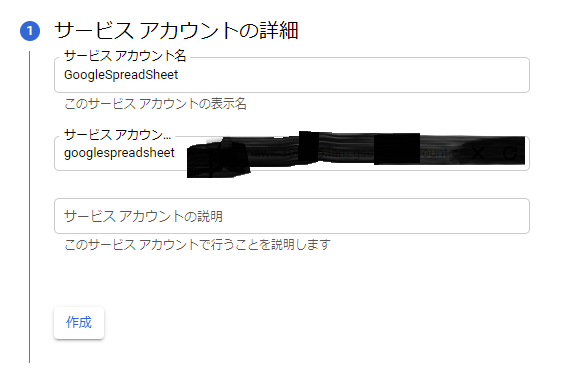 1 サービス アカウントの詳細
サービス アカウント名
GoogleSpreadSheet
このサービス アカウントの表示名
サービス アカウン...
googlespreadsheet
サービス アカウントの説明
このサービス アカウントで行うことを説明します
作成